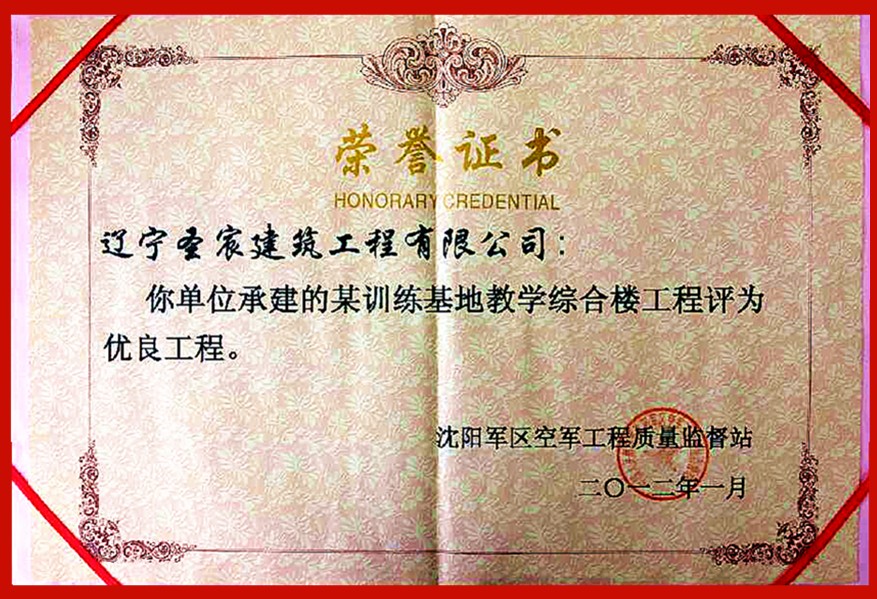 荣誉证书
HONORARY CREDENTIAL
辽宁圣宸建筑工程有限公司：
你单位承建的某训练基地教学综合楼工程评为
优良工程。
沈阳军区空军工程质量监督站
二〇一二年一月